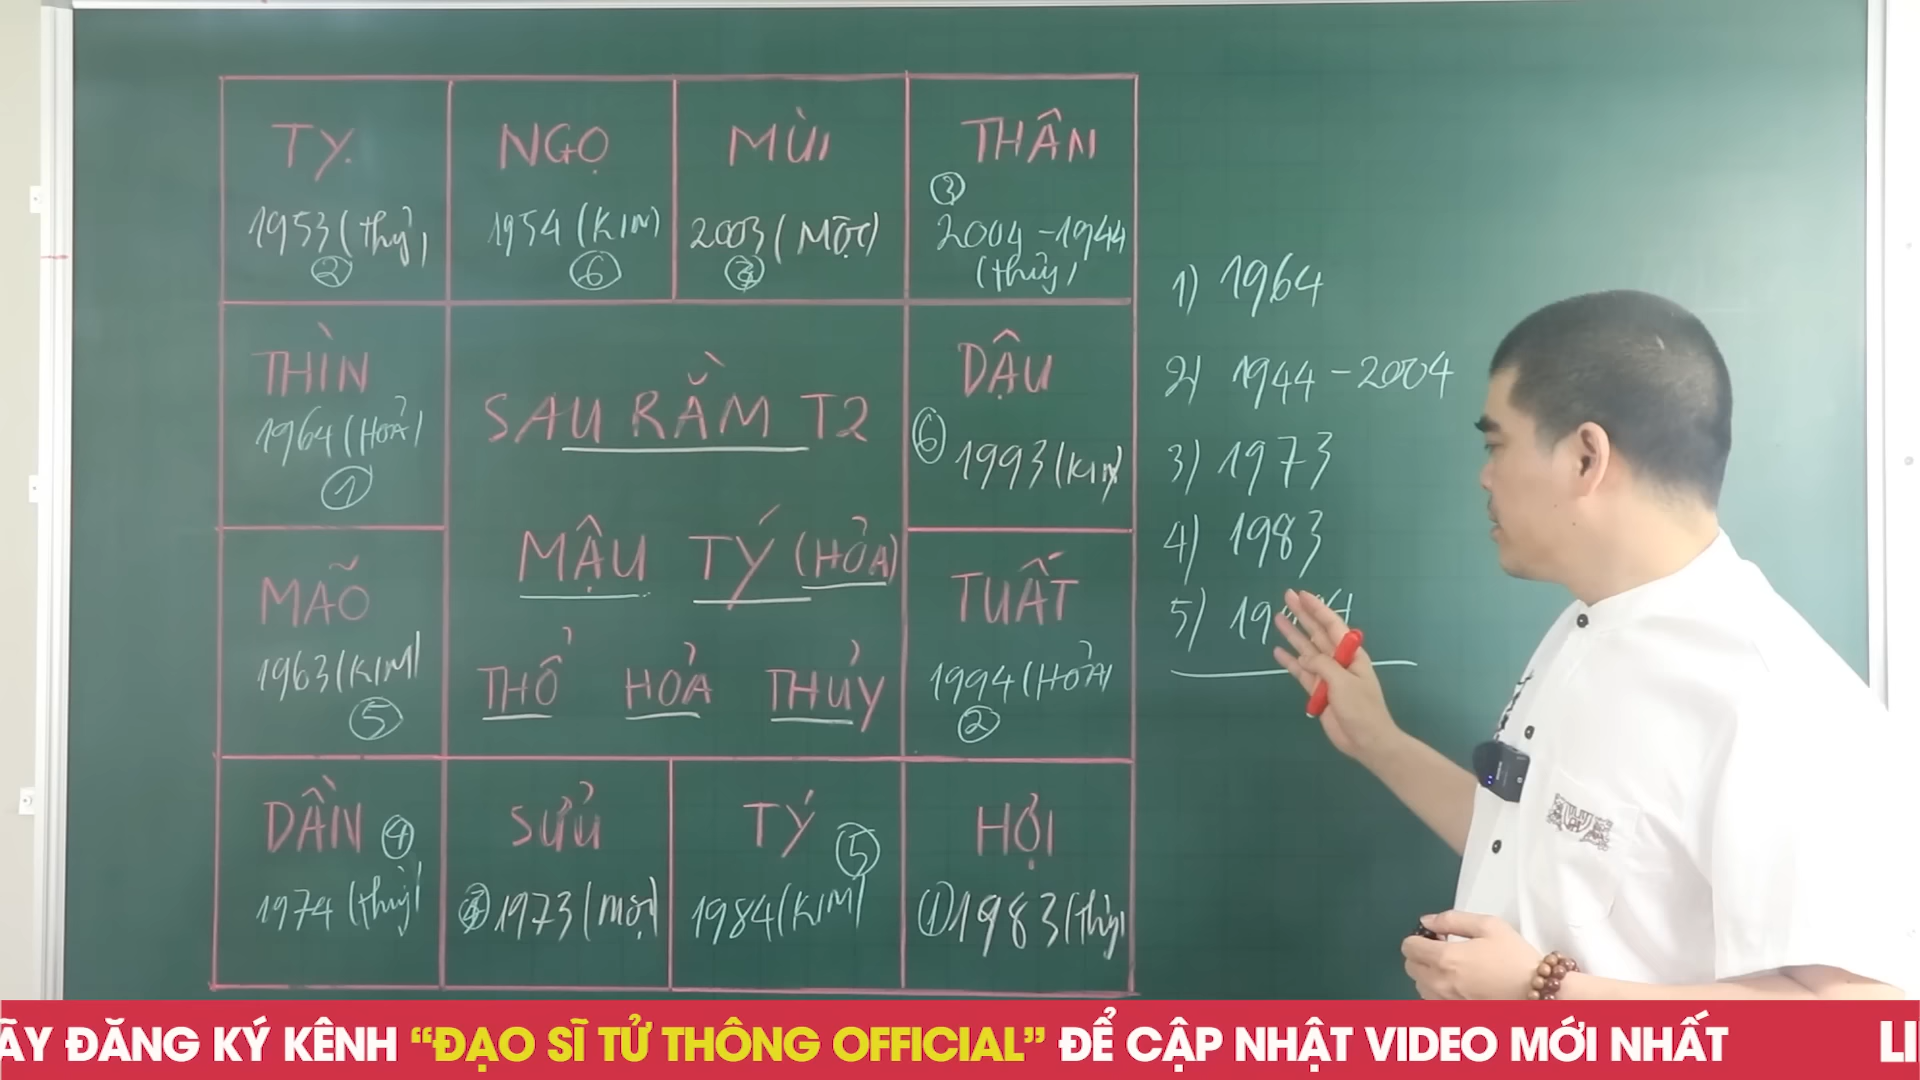 TY.
1953 (Thủy)
②
NGỌ
1954 (KIM)
⑥
MÙI
2003 (MỘC)
③
THÂN
③
2004 - 1944
(Thủy)
THÌN
1964 (HỎA)
①
SAU RẰM T2
MẬU TÝ (HỎA)
THỔ HỎA THỦY
DẬU
⑥ 1993 (KIM)
MÃO
1963 (KIM)
⑤
TUẤT
1994 (HỎA)
②
DẦN ④
1974 (Thủy)
SỬU
1973 (Mộc)
TÝ ⑤
1984 (KIM)
HỢI
① 1983 (Thủy)
1) 1964
2) 1944 - 2004
3) 1973
4) 1983
5) 19
ÃY ĐĂNG KÝ KÊNH “ĐẠO SĨ TỬ THÔNG OFFICIAL” ĐỂ CẬP NHẬT VIDEO MỚI NHẤT LI